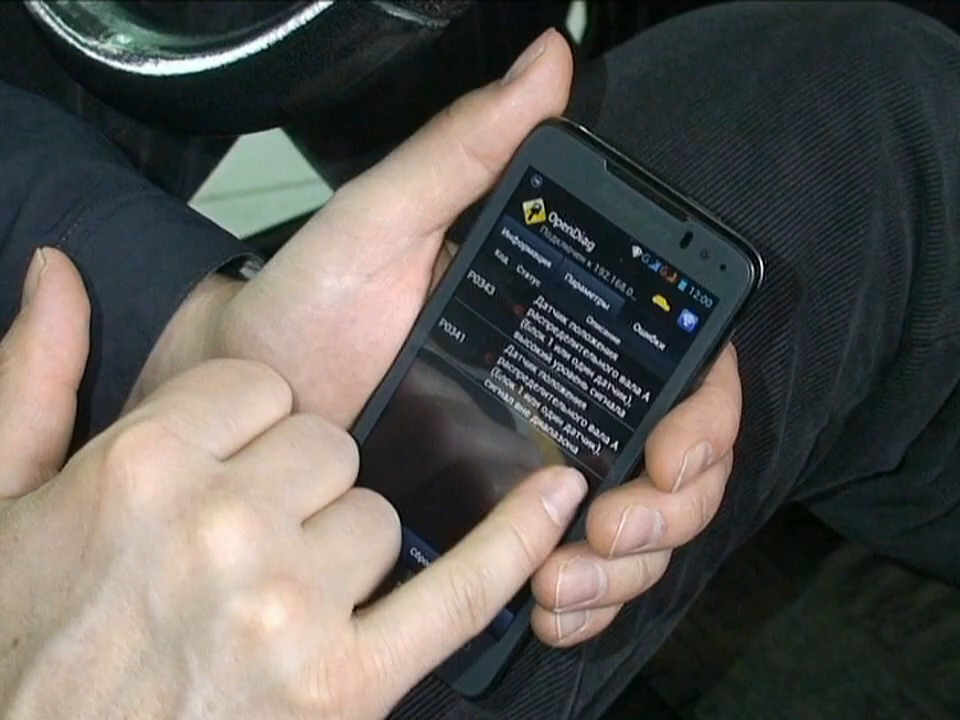 12:00
OpenDiag
Подключен к 192.168.0...
Информация Параметры Ошибки
Код Статус Описание
P0343 С Датчик положения
распределительного вала А
(Блок 1 или один датчик),
высокий уровень сигнала
P0341 С Датчик положения
распределительного вала А
(Блок 1 или один датчик),
сигнал вне диапазона